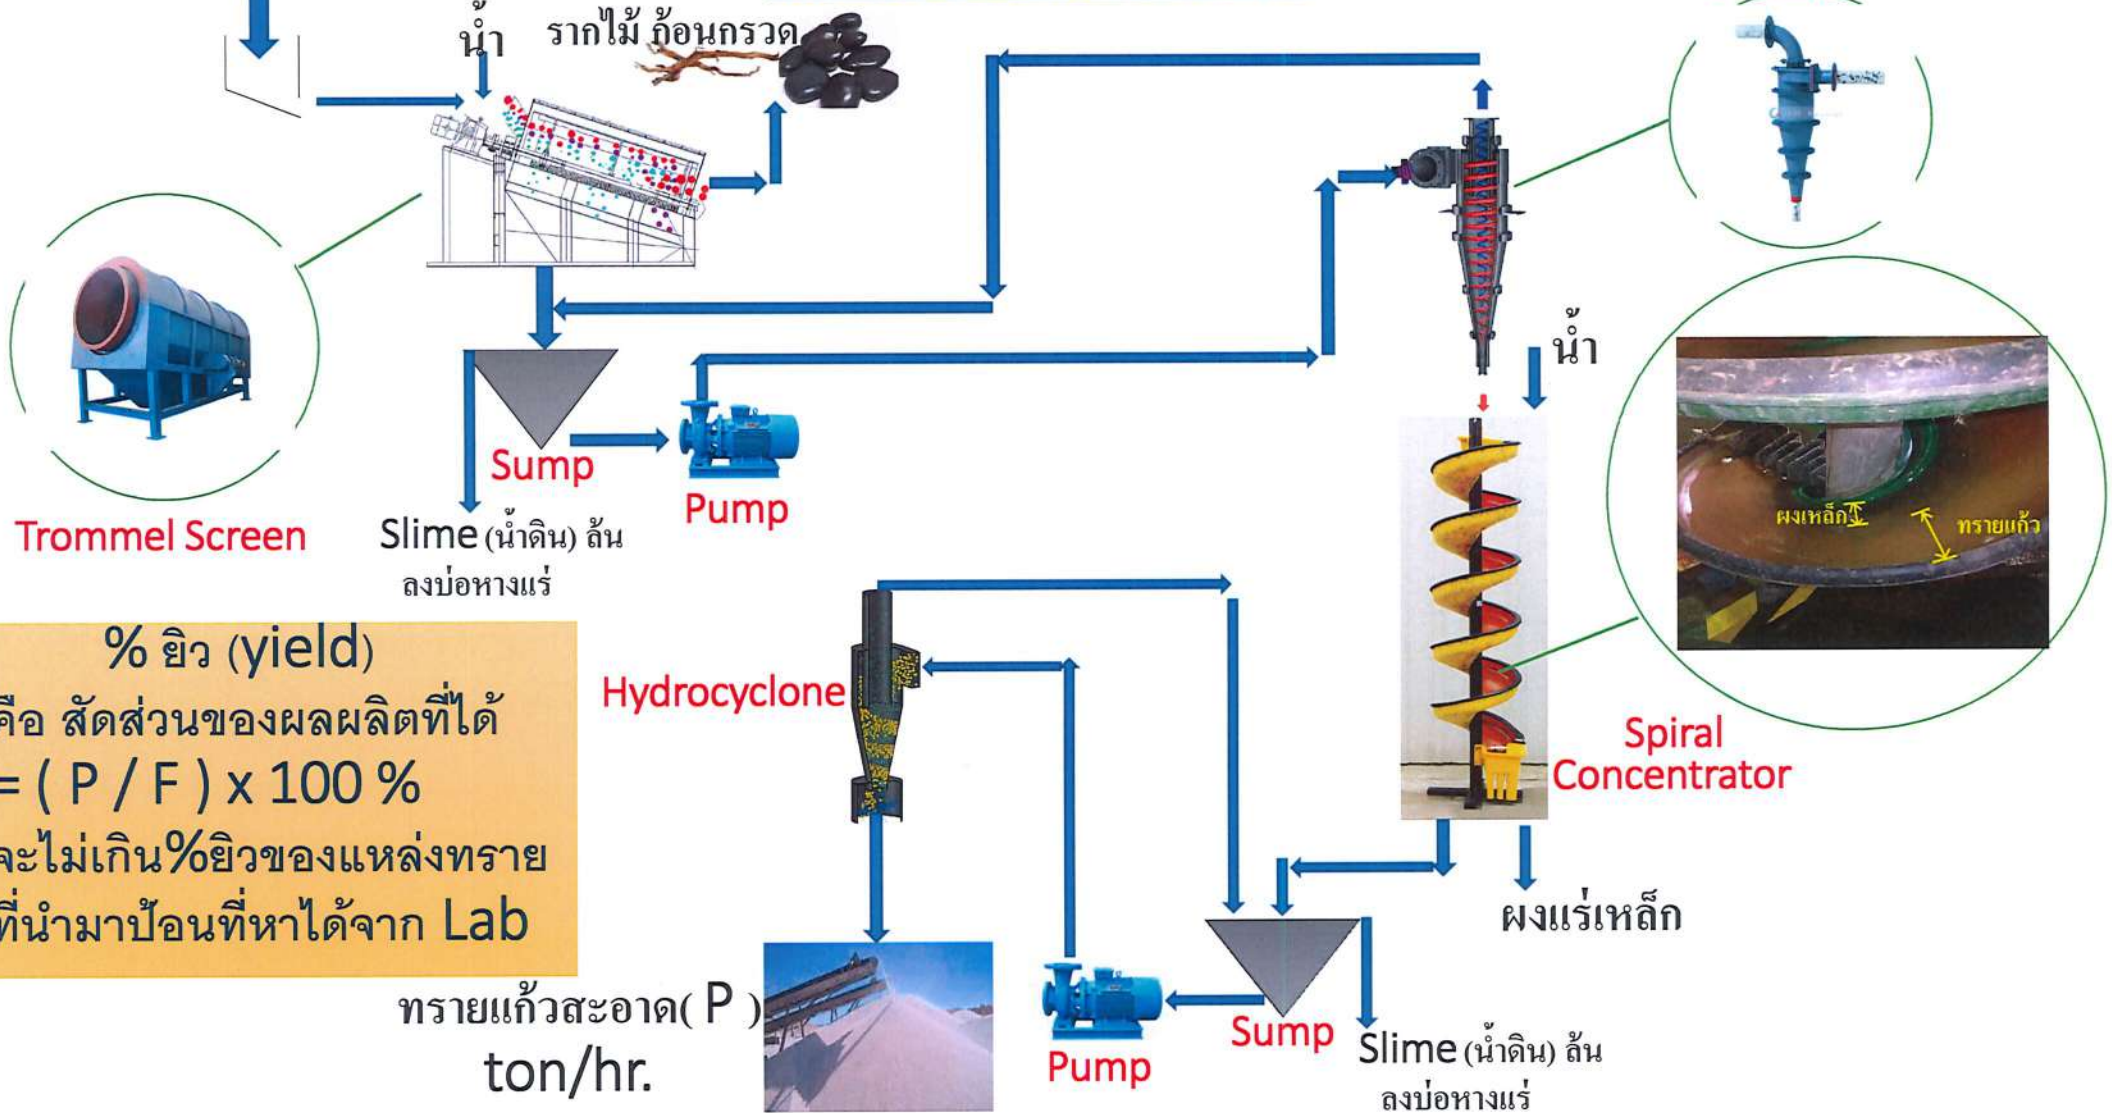 น้ำ
รากไม้ ก้อนกรวด
น้ำ
ผงเหล็ก
ทรายแก้ว
Sump
Pump
Trommel Screen
Slime (น้ำดิน) ล้น
ลงบ่อหางแร่
% ยิว (yield)
คือ สัดส่วนของผลผลิตที่ได้
= ( P / F ) x 100 %
จะไม่เกิน%ยิวของแหล่งทราย
ที่นำมาป้อนที่หาได้จาก Lab
Hydrocyclone
Spiral
Concentrator
ผงแร่เหล็ก
ทรายแก้วสะอาด( P )
ton/hr.
Pump
Sump
Slime (น้ำดิน) ล้น
ลงบ่อหางแร่